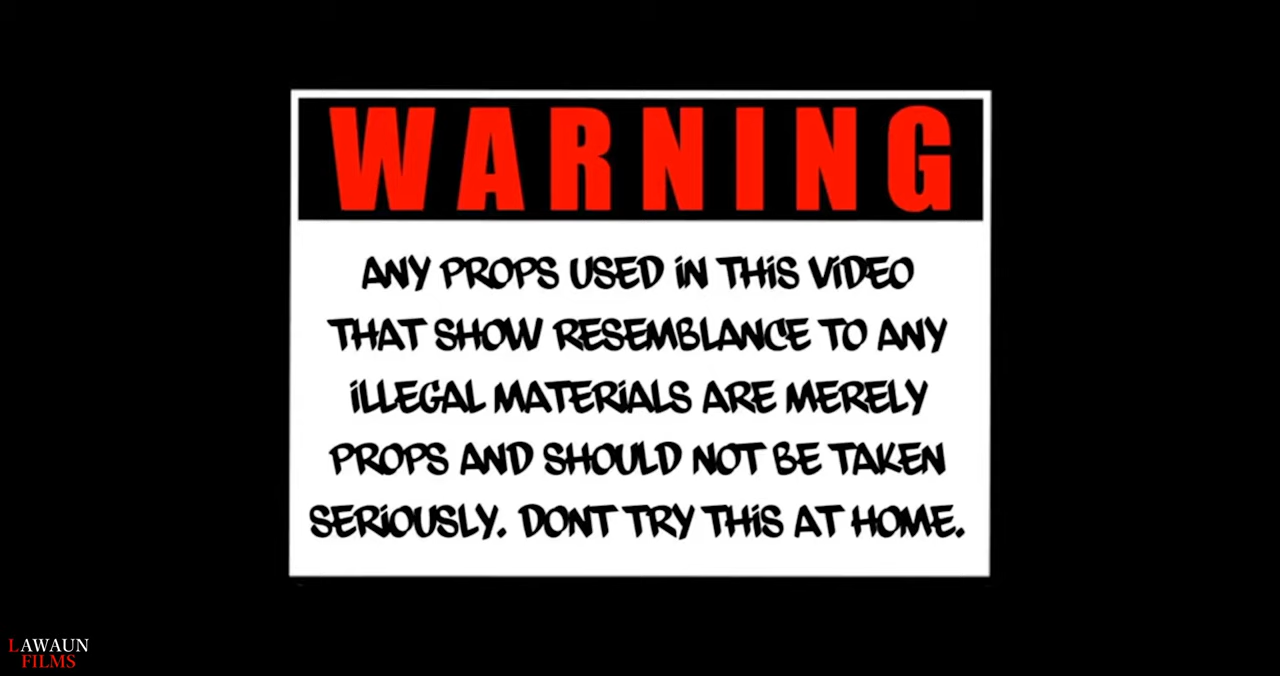 WARNING
ANY PROPS USED iN THiS ViDEO
THAT SHOW RESEMBLANCE TO ANY
iLLEGAL MATERiALS ARE MERELY
PROPS AND SHOULD NOT BE TAKEN
SERiOUSLY. DONT TRY THiS AT HOME.
LAWAUN
FILMS